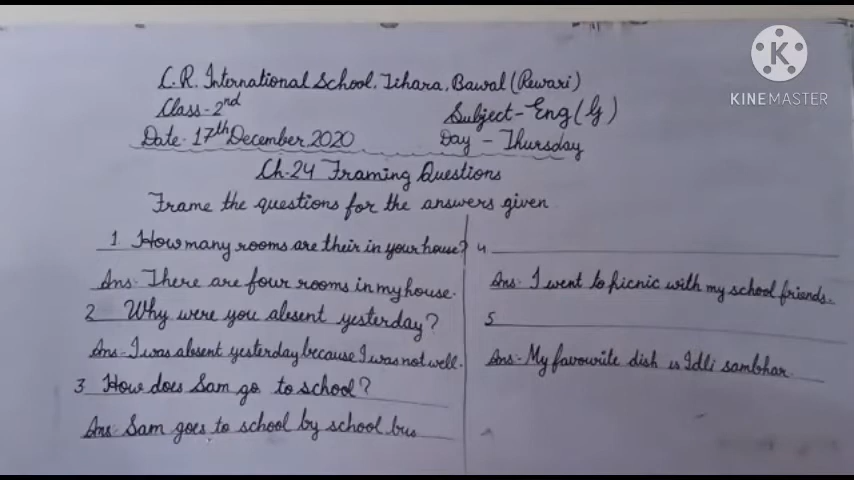 C.R. International School, Jihara, Bawal (Rewari)
Class-2nd
Subject-Eng (G)
Date-17th December 2020
Day - Thursday
Ch.24 Framing Questions
Frame the questions for the answers given
1 How many rooms are their in your house?
Ans:- There are four rooms in my house.
2 Why were you absent yesterday?
Ans:- I was absent yesterday because I was not well.
3 How does Sam go to school?
Ans:- Sam goes to school by school bus
4
Ans:- I went to picnic with my school friends.
5
Ans:- My favourite dish is Idli sambhar
K
KINEMASTER